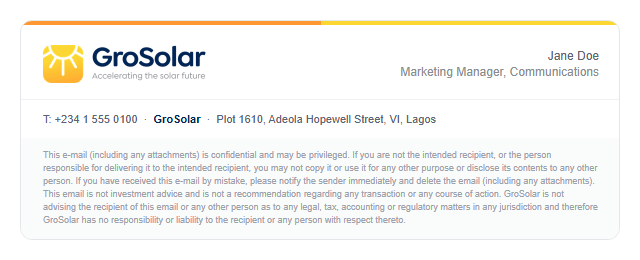 GroSolar
Accelerating the solar future
Jane Doe
Marketing Manager, Communications
T: +234 1 555 0100 · GroSolar · Plot 1610, Adeola Hopewell Street, VI, Lagos
This e-mail (including any attachments) is confidential and may be privileged. If you are not the intended recipient, or the person
responsible for delivering it to the intended recipient, you may not copy it or use it for any other purpose or disclose its contents to any other
person. If you have received this e-mail by mistake, please notify the sender immediately and delete the email (including any attachments).
This email is not investment advice and is not a recommendation regarding any transaction or any course of action. GroSolar is not
advising the recipient of this email or any other person as to any legal, tax, accounting or regulatory matters in any jurisdiction and therefore
GroSolar has no responsibility or liability to the recipient or any person with respect thereto.